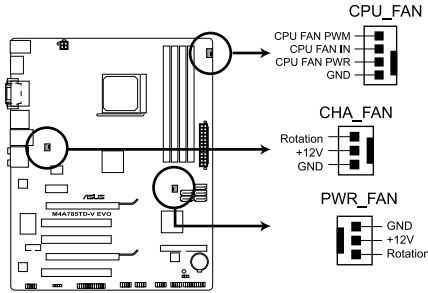 CPU_FAN
CPU FAN PWM
CPU FAN IN
CPU FAN PWR
GND
CHA_FAN
Rotation
+12V
GND
PWR_FAN
GND
+12V
Rotation
/SUS
M4A785TD-V EVO